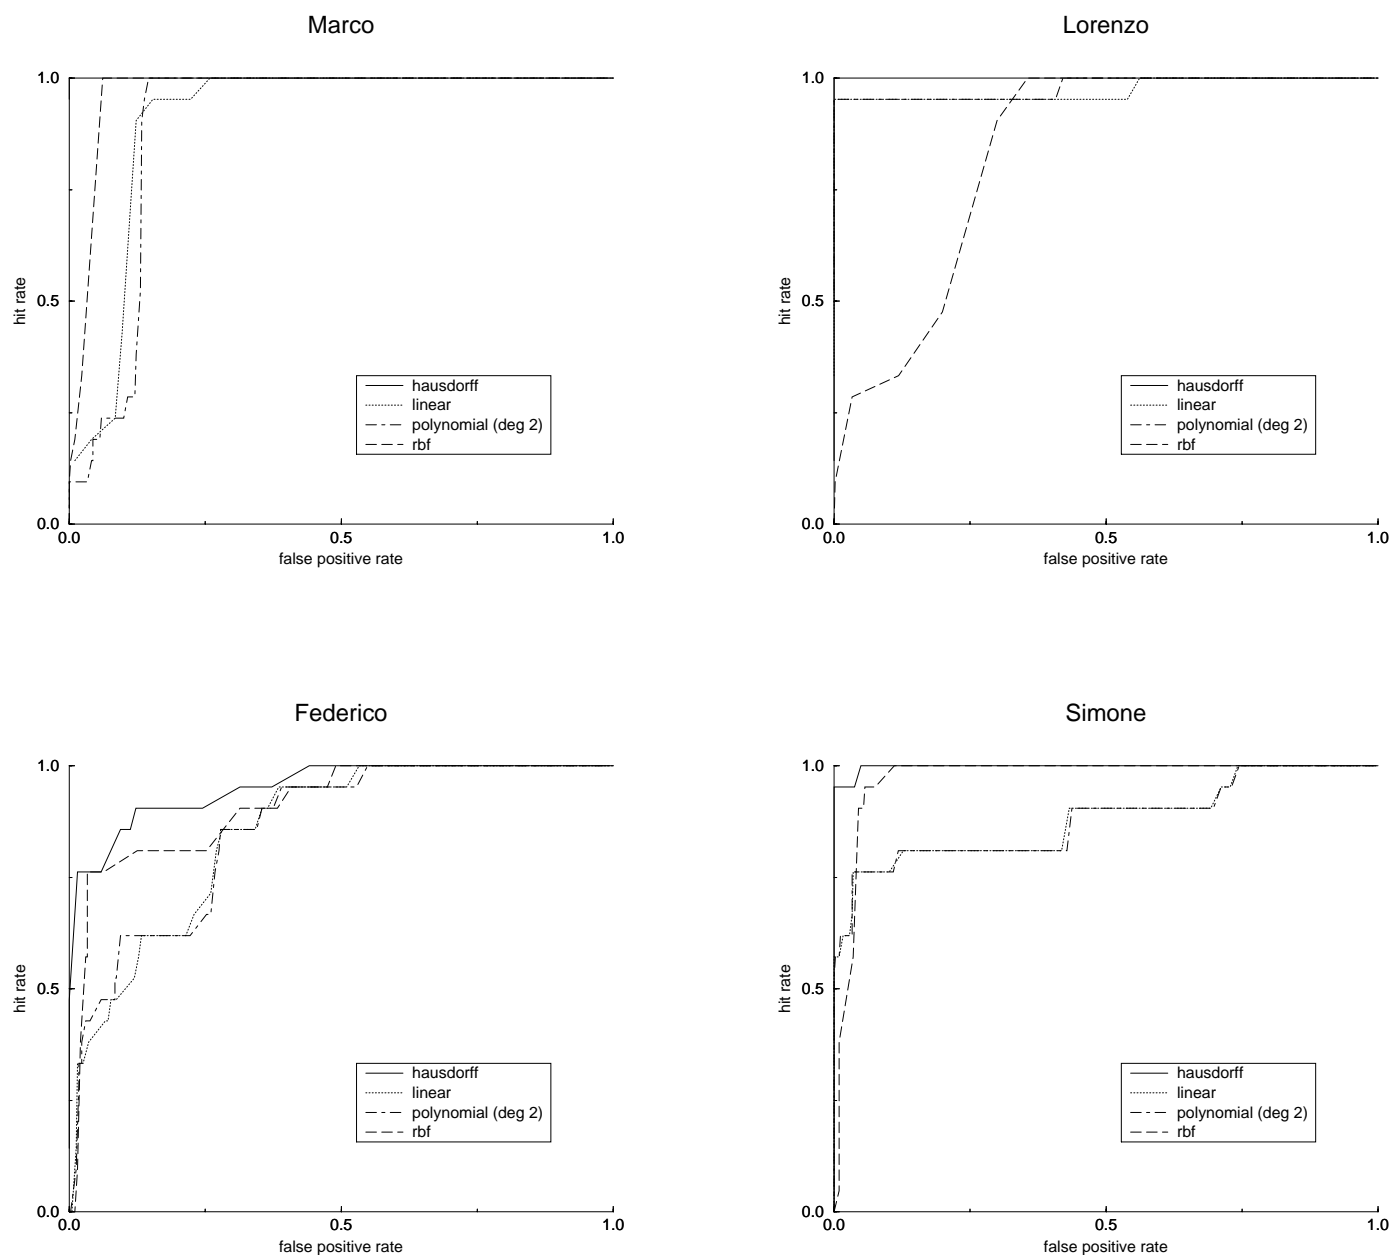 Marco
1.0
0.5
0.0
hit rate
hausdorff
linear
polynomial (deg 2)
rbf
0.0 0.5 1.0
false positive rate
Lorenzo
1.0
0.5
0.0
hit rate
hausdorff
linear
polynomial (deg 2)
rbf
0.0 0.5 1.0
false positive rate
Federico
1.0
0.5
0.0
hit rate
hausdorff
linear
polynomial (deg 2)
rbf
0.0 0.5 1.0
false positive rate
Simone
1.0
0.5
0.0
hit rate
hausdorff
linear
polynomial (deg 2)
rbf
0.0 0.5 1.0
false positive rate